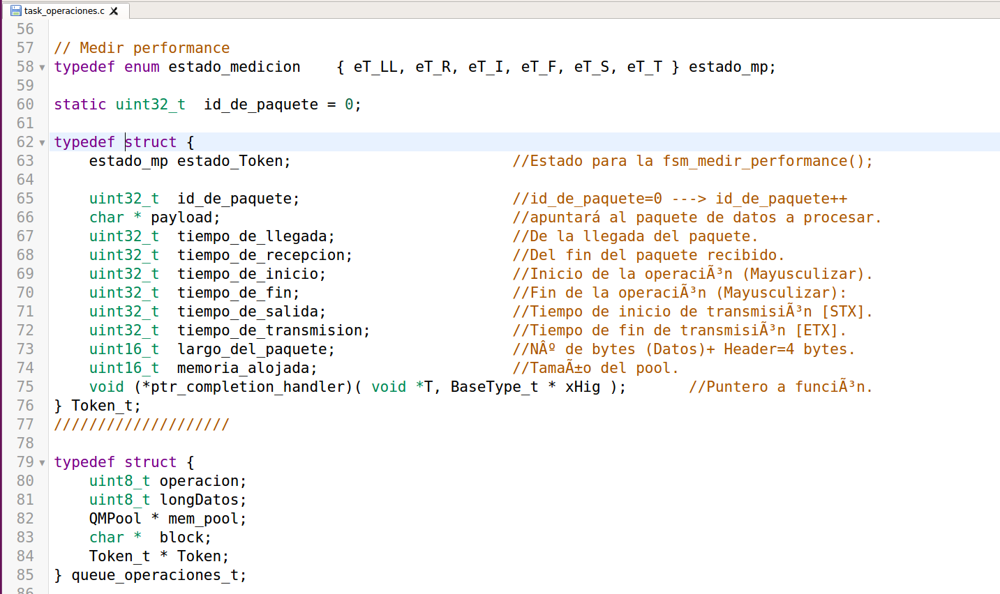 task_operaciones.c
56
57 // Medir performance
58 typedef enum estado_medicion    { eT_LL, eT_R, eT_I, eT_F, eT_S, eT_T } estado_mp;
59
60 static uint32_t  id_de_paquete = 0;
61
62 typedef struct {
63     estado_mp estado_Token;                         //Estado para la fsm_medir_performance();
64
65     uint32_t  id_de_paquete;                        //id_de_paquete=0 ---> id_de_paquete++
66     char * payload;                                 //apuntará al paquete de datos a procesar.
67     uint32_t  tiempo_de_llegada;                    //De la llegada del paquete.
68     uint32_t  tiempo_de_recepcion;                  //Del fin del paquete recibido.
69     uint32_t  tiempo_de_inicio;                     //Inicio de la operaciÃ³n (Mayusculizar).
70     uint32_t  tiempo_de_fin;                        //Fin de la operaciÃ³n (Mayusculizar):
71     uint32_t  tiempo_de_salida;                     //Tiempo de inicio de transmisiÃ³n [STX].
72     uint32_t  tiempo_de_transmision;                //Tiempo de fin de transmisiÃ³n [ETX].
73     uint16_t  largo_del_paquete;                    //NÂº de bytes (Datos)+ Header=4 bytes.
74     uint16_t  memoria_alojada;                      //TamaÃ±o del pool.
75     void (*ptr_completion_handler)( void *T, BaseType_t * xHig );       //Puntero a funciÃ³n.
76 } Token_t;
77 ////////////////////
78
79 typedef struct {
80     uint8_t operacion;
81     uint8_t longDatos;
82     QMPool * mem_pool;
83     char *  block;
84     Token_t * Token;
85 } queue_operaciones_t;
86